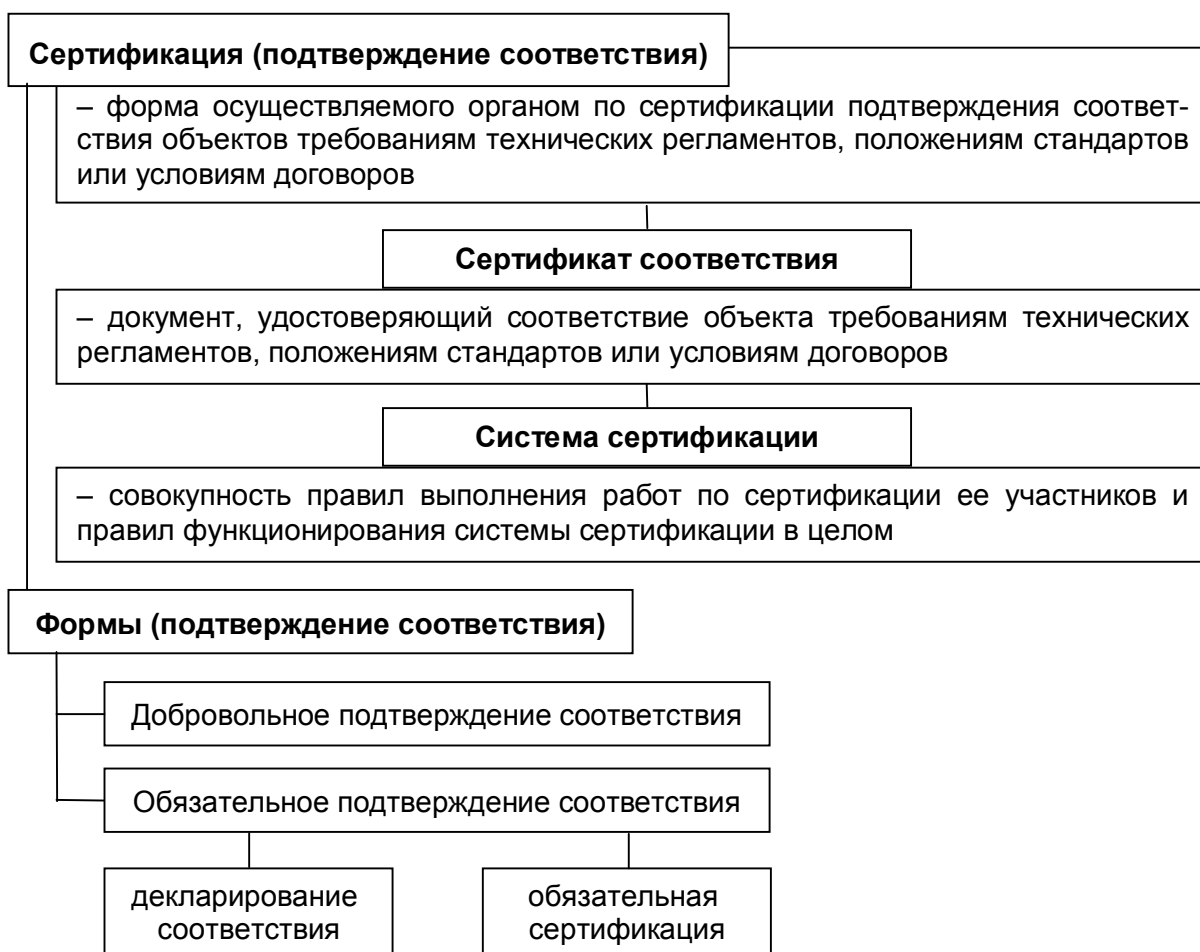 Сертификация (подтверждение соответствия)
– форма осуществляемого органом по сертификации подтверждения соответ-
ствия объектов требованиям технических регламентов, положениям стандартов
или условиям договоров
Сертификат соответствия
– документ, удостоверяющий соответствие объекта требованиям технических
регламентов, положениям стандартов или условиям договоров
Система сертификации
– совокупность правил выполнения работ по сертификации ее участников и
правил функционирования системы сертификации в целом
Формы (подтверждение соответствия)
Добровольное подтверждение соответствия
Обязательное подтверждение соответствия
декларирование
соответствия
обязательная
сертификация